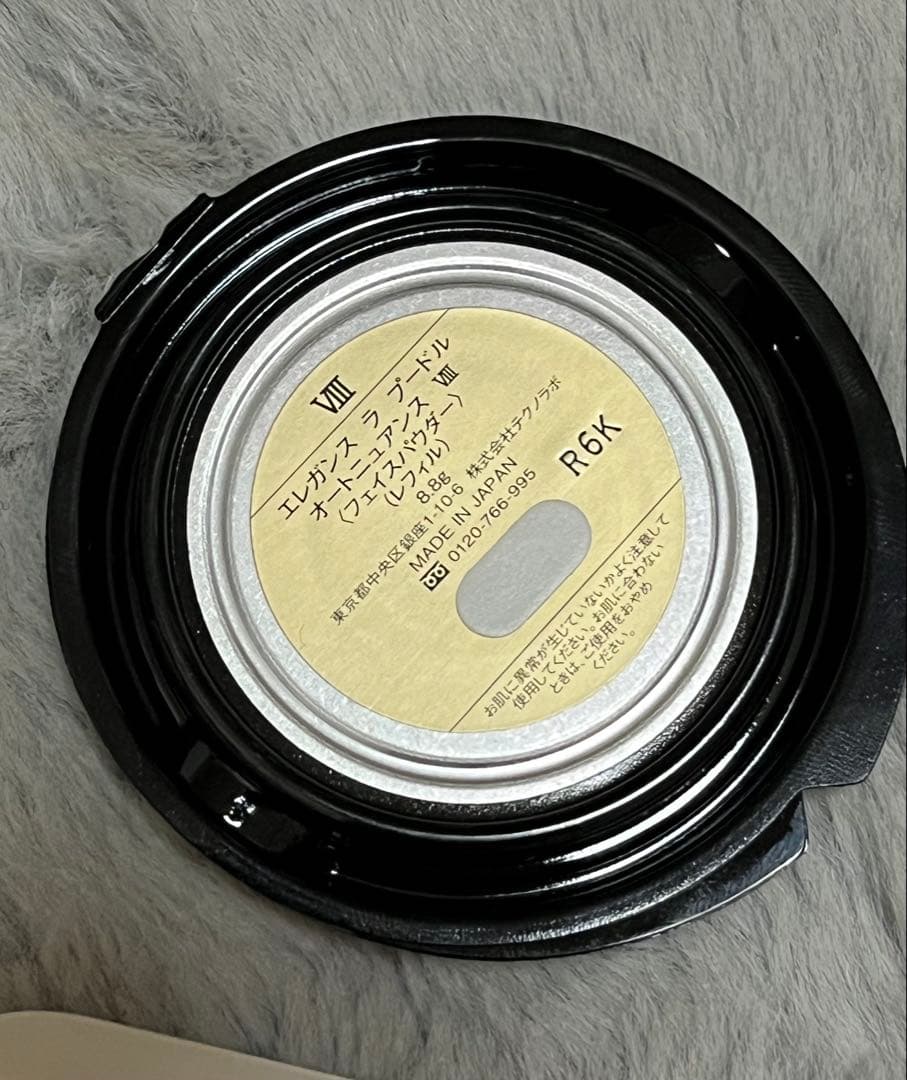 Ⅷ
エレガンス ラ プードル
オートニュアンス Ⅷ
〈フェイスパウダー〉
(レフィル)
8.8g
東京都中央区銀座1-10-6 株式会社テクノラボ
MADE IN JAPAN
0120-766-995
R6K
お肌に異常が生じていないかよく注意して
使用してください。お肌に合わない
ときは、ご使用をおやめ
ください。